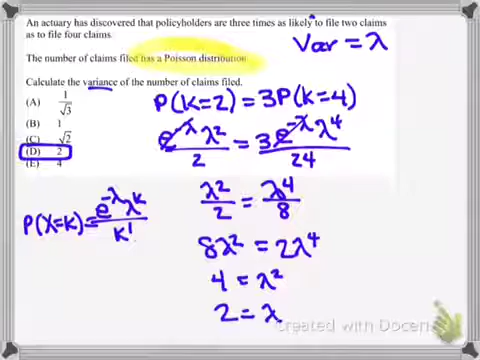 An actuary has discovered that policyholders are three times as likely to file two claims
as to file four claims.
Var = λ
The number of claims filed has a Poisson distribution.
Calculate the variance of the number of claims filed.
(A) 1/√3
(B) 1
(C) √2
(D) 2
(E) 4
P(K=2) = 3P(K=4)
e^-λ λ^2 / 2 = 3e^-λ λ^4 / 24
λ^2 / 2 = λ^4 / 8
P(X=K) = e^-λ λ^K / K!
8λ^2 = 2λ^4
4 = λ^2
2 = λ
Created with Doceri